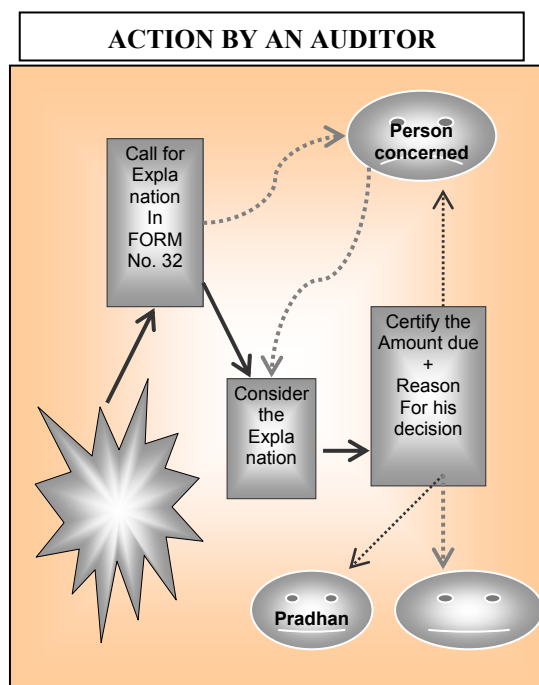 ACTION BY AN AUDITOR
Person
concerned
Call for
Expla
nation
In
FORM
No. 32
Certify the
Amount due
+
Reason
For his
decision
Consider
the
Expla
nation
Pradhan